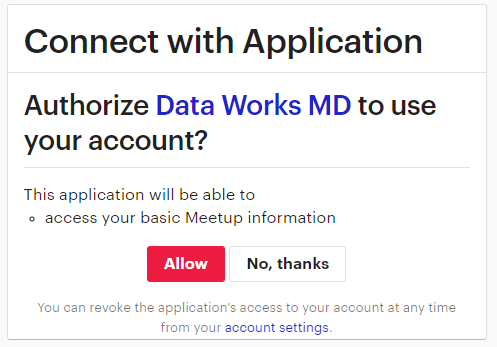 Connect with Application
Authorize Data Works MD to use
your account?
This application will be able to
access your basic Meetup information
Allow No, thanks
You can revoke the application's access to your account at any time
from your account settings.